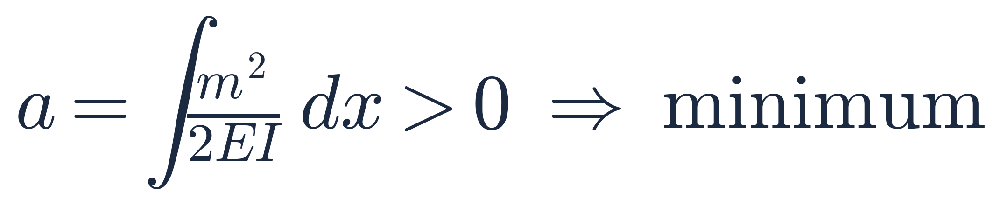 a = ∫ m²/2EI dx > 0 ⇒ minimum